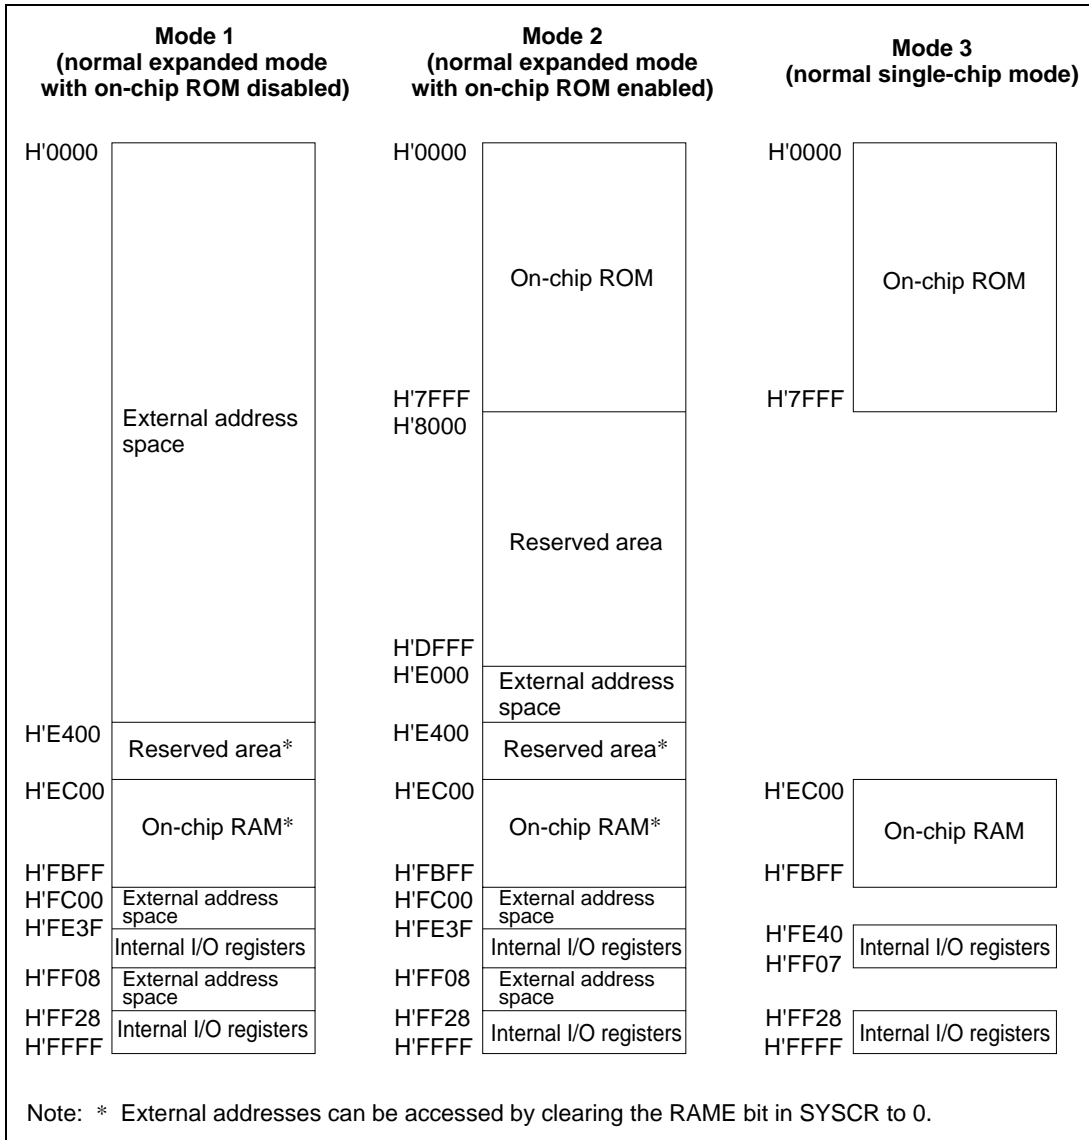 Mode 1
(normal expanded mode
with on-chip ROM disabled)
H'0000
External address
space
H'E400
Reserved area*
H'EC00
On-chip RAM*
H'FBFF
H'FC00
External address
space
H'FE3F
Internal I/O registers
H'FF08
External address
space
H'FF28
Internal I/O registers
H'FFFF
Mode 2
(normal expanded mode
with on-chip ROM enabled)
H'0000
On-chip ROM
H'7FFF
H'8000
Reserved area
H'DFFF
H'E000
External address
space
H'E400
Reserved area*
H'EC00
On-chip RAM*
H'FBFF
H'FC00
External address
space
H'FE3F
Internal I/O registers
H'FF08
External address
space
H'FF28
Internal I/O registers
H'FFFF
Mode 3
(normal single-chip mode)
H'0000
On-chip ROM
H'7FFF
H'EC00
On-chip RAM
H'FBFF
H'FE40
Internal I/O registers
H'FF07
H'FF28
Internal I/O registers
H'FFFF
Note: * External addresses can be accessed by clearing the RAME bit in SYSCR to 0.